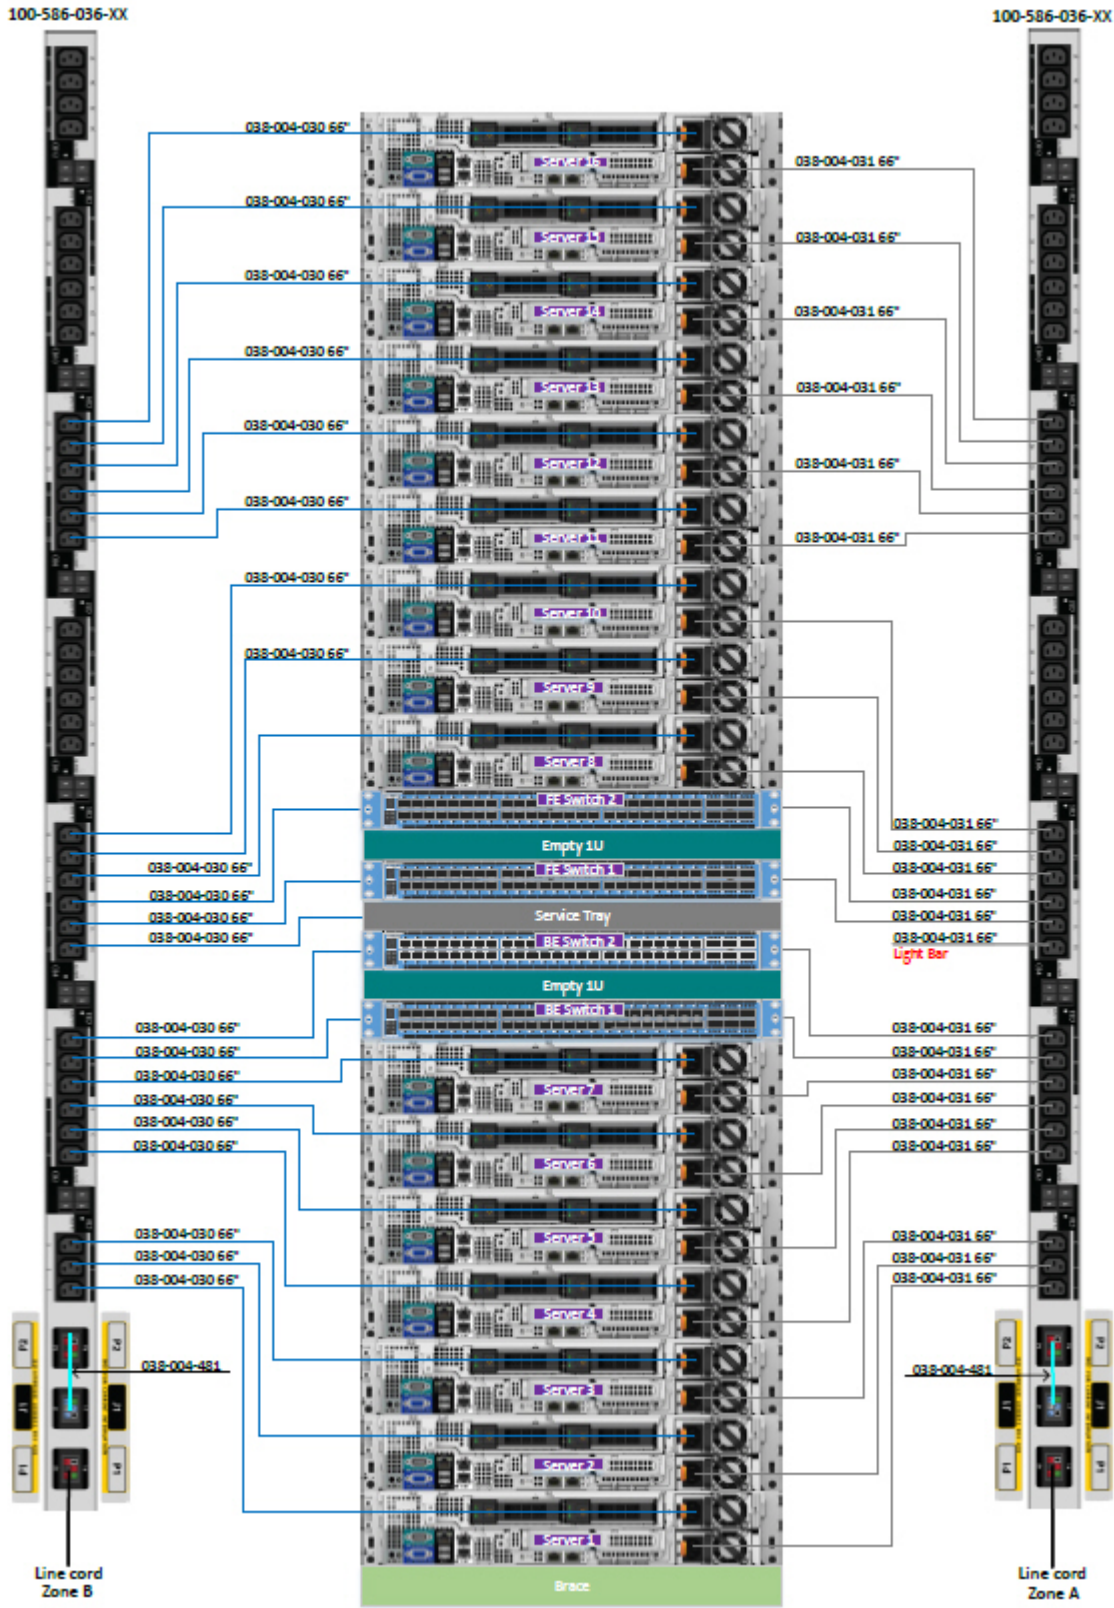 100-586-036-XX
100-586-036-XX
038-004-030 66"
Server 16
038-004-031 66"
038-004-030 66"
Server 15
038-004-031 66"
038-004-030 66"
Server 14
038-004-031 66"
038-004-030 66"
Server 13
038-004-031 66"
038-004-030 66"
Server 12
038-004-031 66"
038-004-030 66"
Server 11
038-004-031 66"
038-004-030 66"
Server 10
038-004-030 66"
Server 9
Server 8
FE Switch 2
038-004-031 66"
038-004-031 66"
Empty 1U
038-004-030 66"
FE Switch 1
038-004-031 66"
038-004-030 66"
038-004-031 66"
038-004-030 66"
Service Tray
038-004-031 66"
038-004-030 66"
BE Switch 2
038-004-031 66"
Light Bar
Empty 1U
BE Switch 1
038-004-030 66"
038-004-031 66"
038-004-030 66"
038-004-031 66"
038-004-030 66"
038-004-031 66"
Server 7
038-004-030 66"
038-004-031 66"
038-004-030 66"
038-004-031 66"
038-004-030 66"
038-004-031 66"
Server 6
038-004-030 66"
Server 5
038-004-031 66"
038-004-030 66"
038-004-031 66"
038-004-030 66"
038-004-031 66"
Server 4
P2
P2
P2
P2
038-004-481
038-004-481
Server 3
J1
J1
J1
J1
Server 2
P1
P1
P1
P1
Server 1
Line cord
Zone B
Brace
Line cord
Zone A